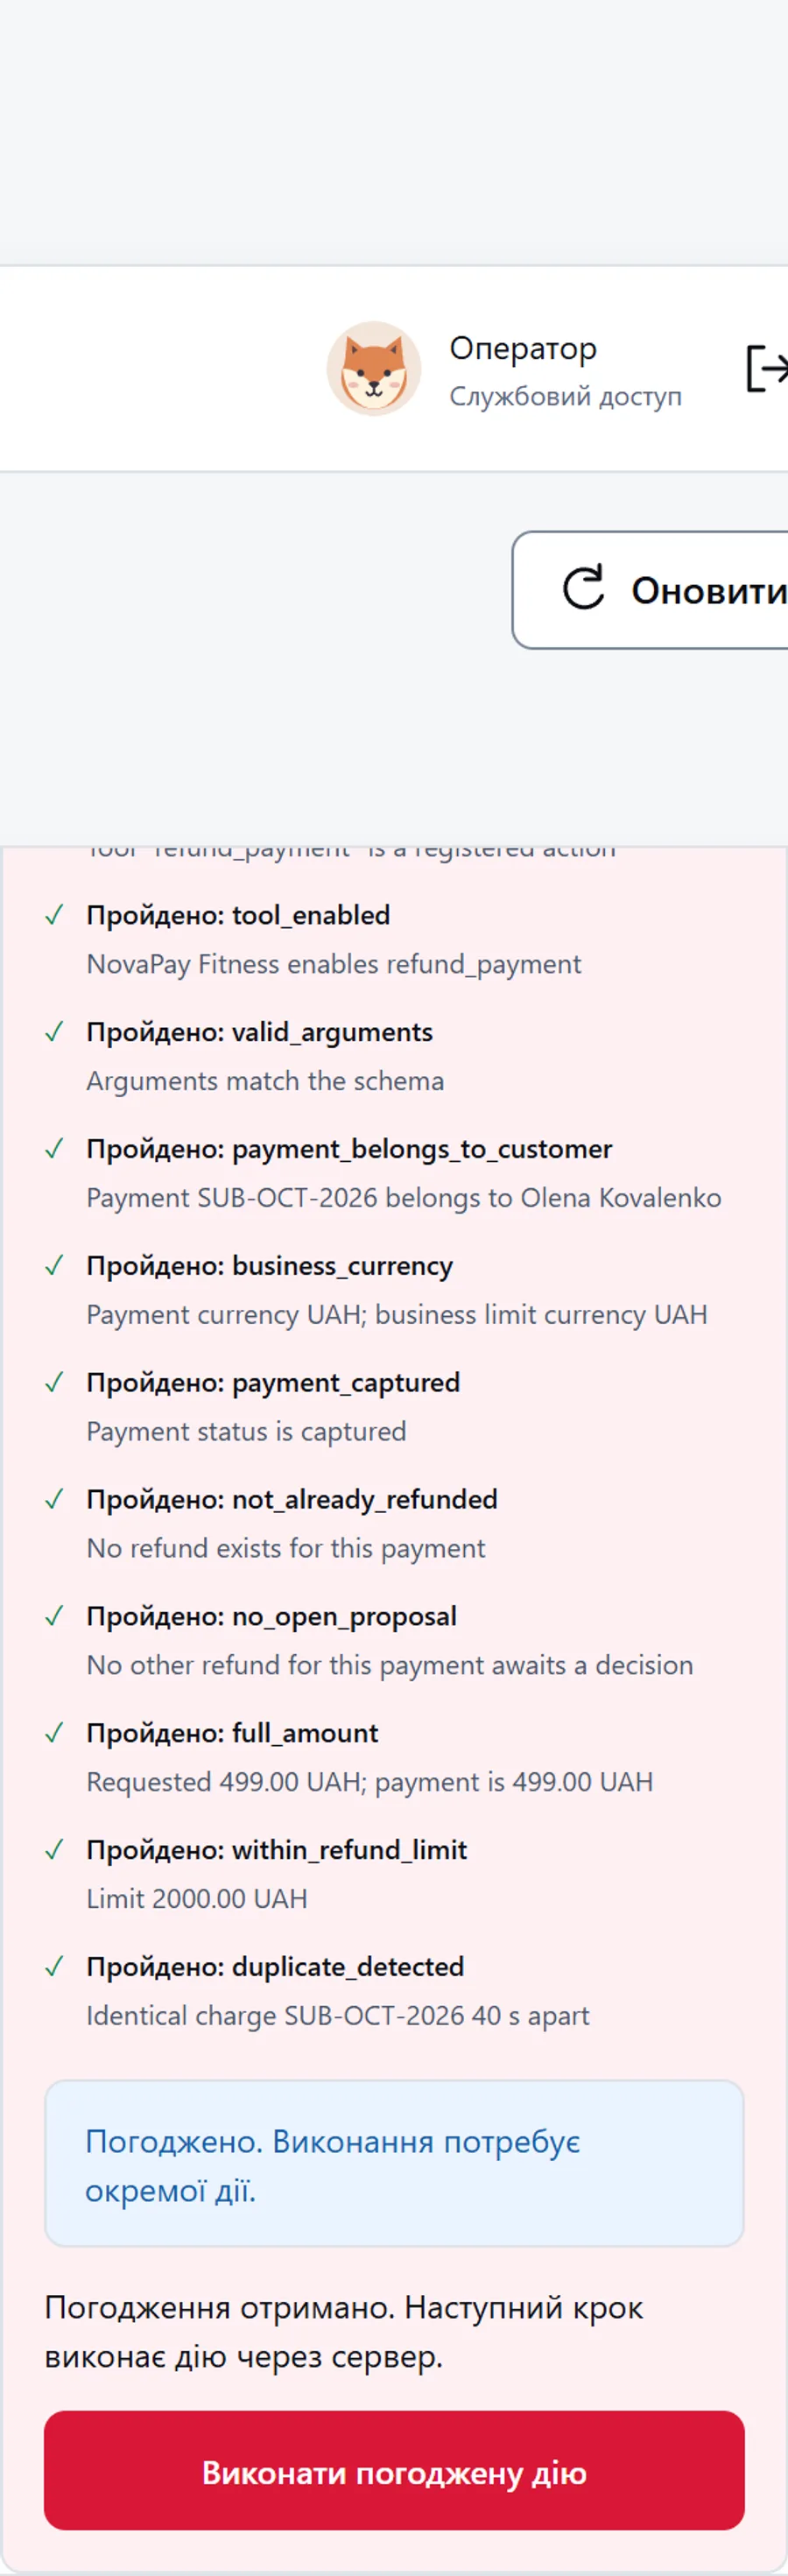 Оператор
Службовий доступ
Оновити
Tool "refund_payment" is a registered action
Пройдено: tool_enabled
NovaPay Fitness enables refund_payment
Пройдено: valid_arguments
Arguments match the schema
Пройдено: payment_belongs_to_customer
Payment SUB-OCT-2026 belongs to Olena Kovalenko
Пройдено: business_currency
Payment currency UAH; business limit currency UAH
Пройдено: payment_captured
Payment status is captured
Пройдено: not_already_refunded
No refund exists for this payment
Пройдено: no_open_proposal
No other refund for this payment awaits a decision
Пройдено: full_amount
Requested 499.00 UAH; payment is 499.00 UAH
Пройдено: within_refund_limit
Limit 2000.00 UAH
Пройдено: duplicate_detected
Identical charge SUB-OCT-2026 40 s apart
Погоджено. Виконання потребує
окремої дії.
Погодження отримано. Наступний крок
виконає дію через сервер.
Виконати погоджену дію